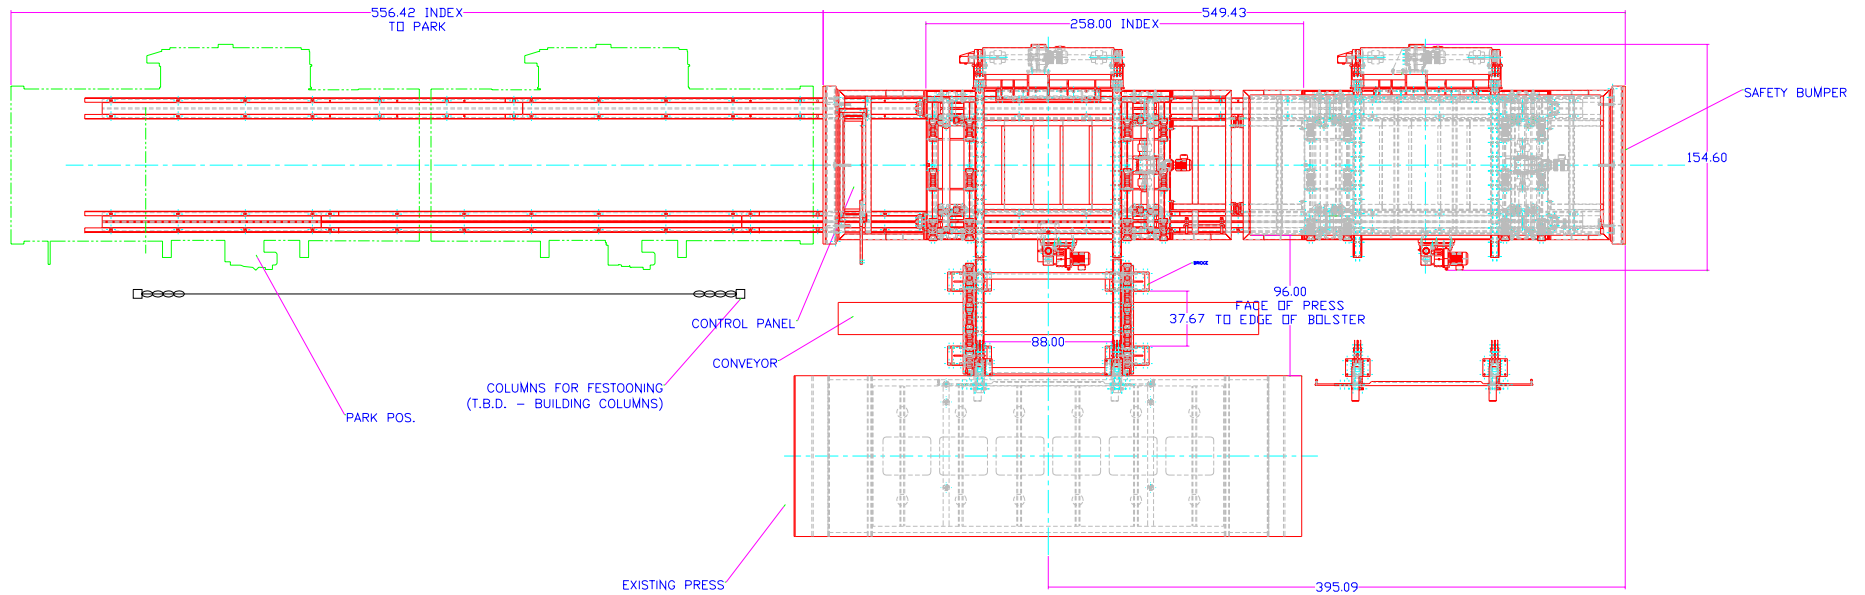 556.42 INDEX
TO PARK
549.43
258.00 INDEX
SAFETY BUMPER
154.60
BRIDGE
96.00
FACE OF PRESS
TO EDGE OF BOLSTER
37.67
CONTROL PANEL
88.00
CONVEYOR
COLUMNS FOR FESTOONING
(T.B.D. - BUILDING COLUMNS)
PARK POS.
EXISTING PRESS
395.09